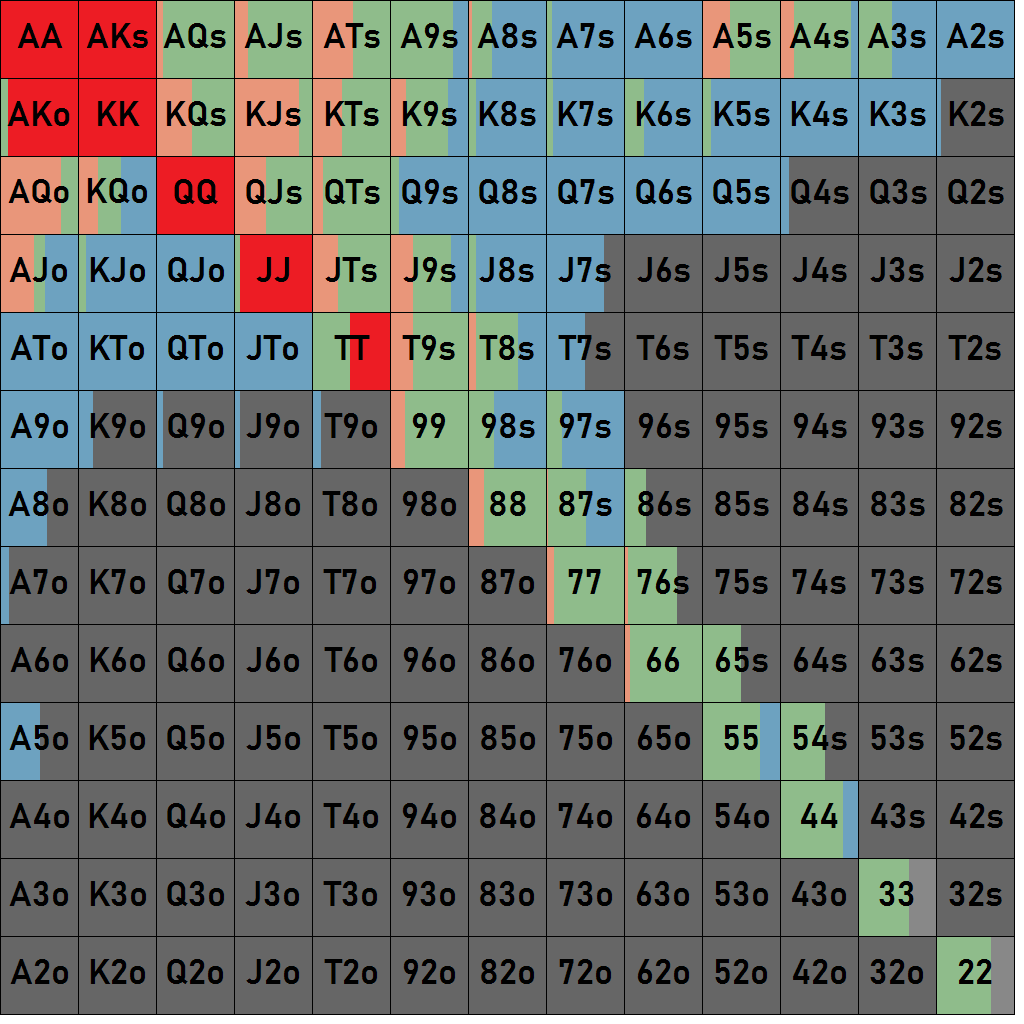 AA AKs AQs AJs ATs A9s A8s A7s A6s A5s A4s A3s A2s
AKo KK KQs KJs KTs K9s K8s K7s K6s K5s K4s K3s K2s
AQo KQo QQ QJs QTs Q9s Q8s Q7s Q6s Q5s Q4s Q3s Q2s
AJo KJo QJo JJ JTs J9s J8s J7s J6s J5s J4s J3s J2s
ATo KTo QTo JTo TT T9s T8s T7s T6s T5s T4s T3s T2s
A9o K9o Q9o J9o T9o 99 98s 97s 96s 95s 94s 93s 92s
A8o K8o Q8o J8o T8o 98o 88 87s 86s 85s 84s 83s 82s
A7o K7o Q7o J7o T7o 97o 87o 77 76s 75s 74s 73s 72s
A6o K6o Q6o J6o T6o 96o 86o 76o 66 65s 64s 63s 62s
A5o K5o Q5o J5o T5o 95o 85o 75o 65o 55 54s 53s 52s
A4o K4o Q4o J4o T4o 94o 84o 74o 64o 54o 44 43s 42s
A3o K3o Q3o J3o T3o 93o 83o 73o 63o 53o 43o 33 32s
A2o K2o Q2o J2o T2o 92o 82o 72o 62o 52o 42o 32o 22